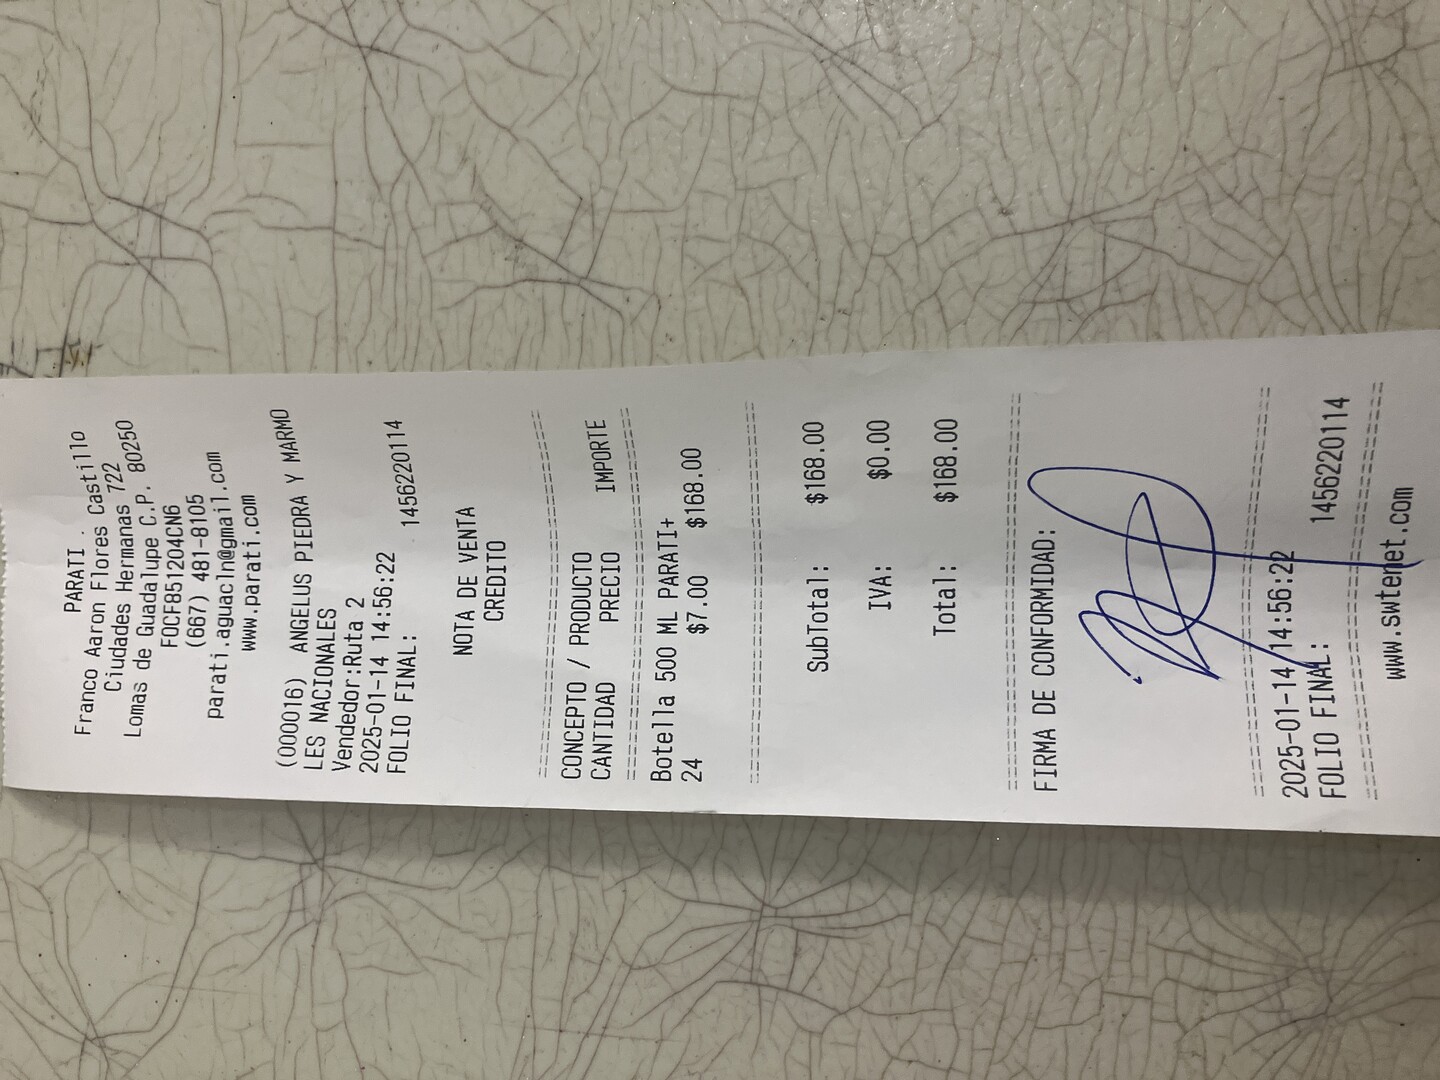 PARATI .
Franco Aaron Flores Castillo
Ciudades Hermanas 722
Lomas de Guadalupe C.P. 80250
FOCF851204CN6
(667) 481-8105
parati.aguacln@gmail.com
www.parati.com
(000016) ANGELUS PIEDRA Y MARMO
LES NACIONALES
Vendedor:Ruta 2
2025-01-14 14:56:22
FOLIO FINAL: 1456220114
NOTA DE VENTA
CREDITO
================================
CONCEPTO / PRODUCTO
CANTIDAD PRECIO IMPORTE
================================
Botella 500 ML PARATI+
24 $7.00 $168.00
================================
SubTotal: $168.00
IVA: $0.00
Total: $168.00
================================
FIRMA DE CONFORMIDAD:
================================
2025-01-14 14:56:22
FOLIO FINAL: 1456220114
================================
www.swtenet.com